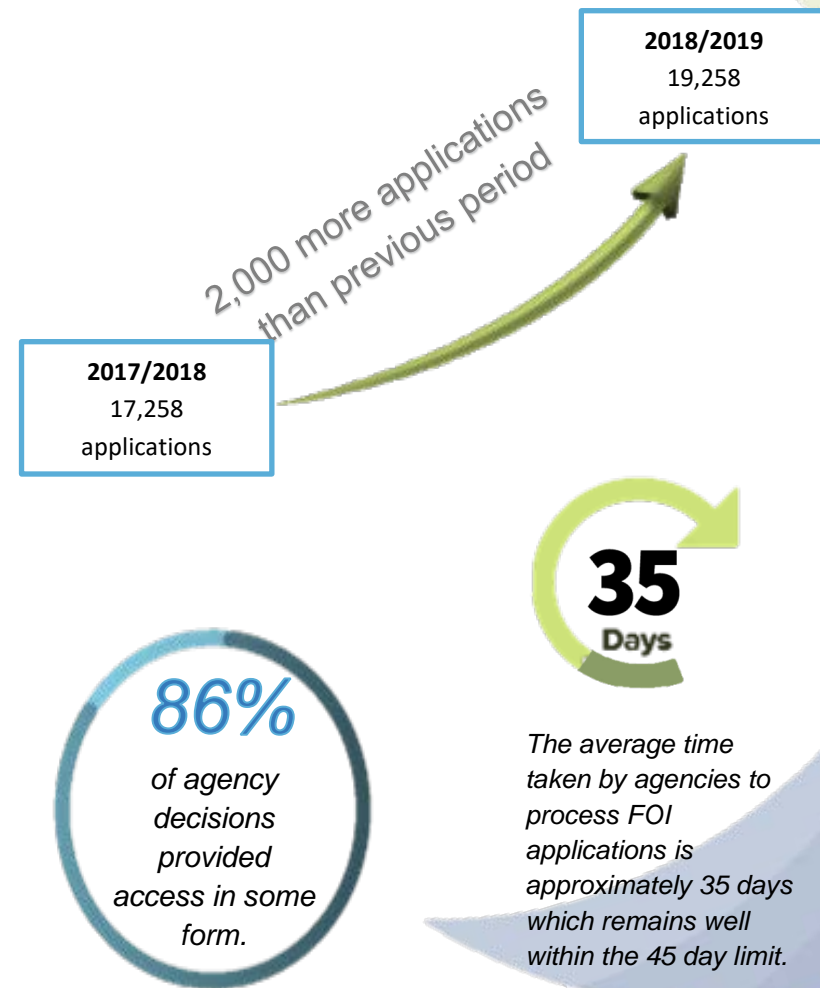 2018/2019
19,258
applications
2,000 more applications
than previous period
2017/2018
17,258
applications
35
Days
86%
of agency
decisions
provided
access in some
form.
The average time
taken by agencies to
process FOI
applications is
approximately 35 days
which remains well
within the 45 day limit.